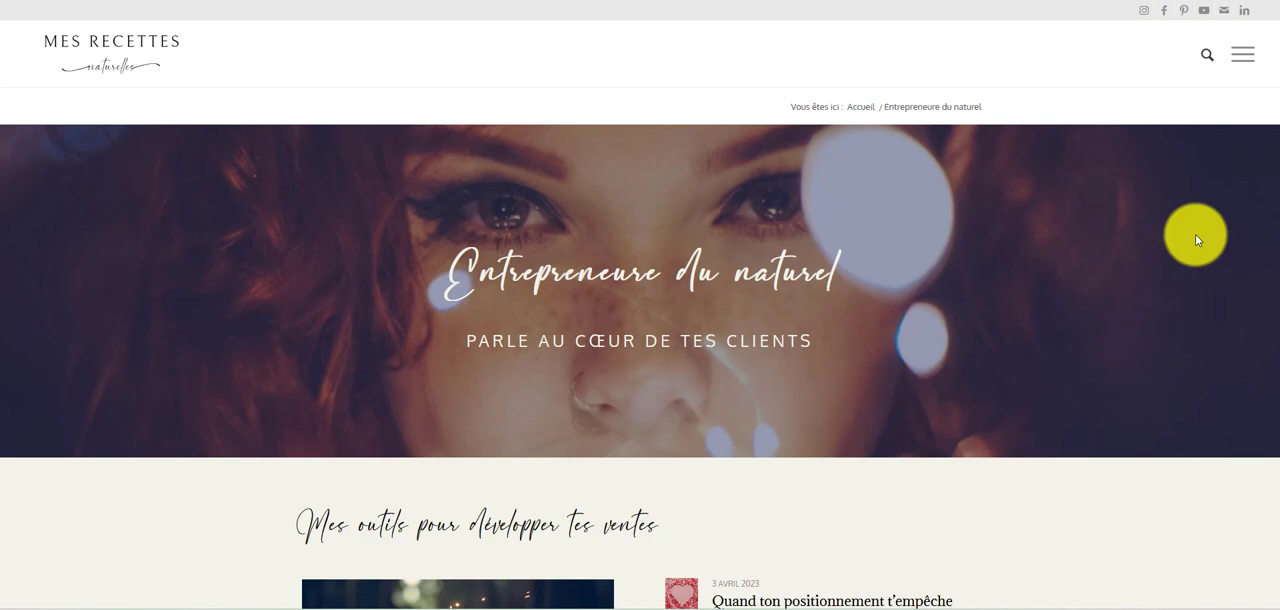 MES RECETTES
naturelles
Vous êtes ici : Accueil / Entrepreneure du naturel
Entrepreneure du naturel
PARLE AU CŒUR DE TES CLIENTS
Mes outils pour développer tes ventes
3 AVRIL 2023
Quand ton positionnement t’empêche